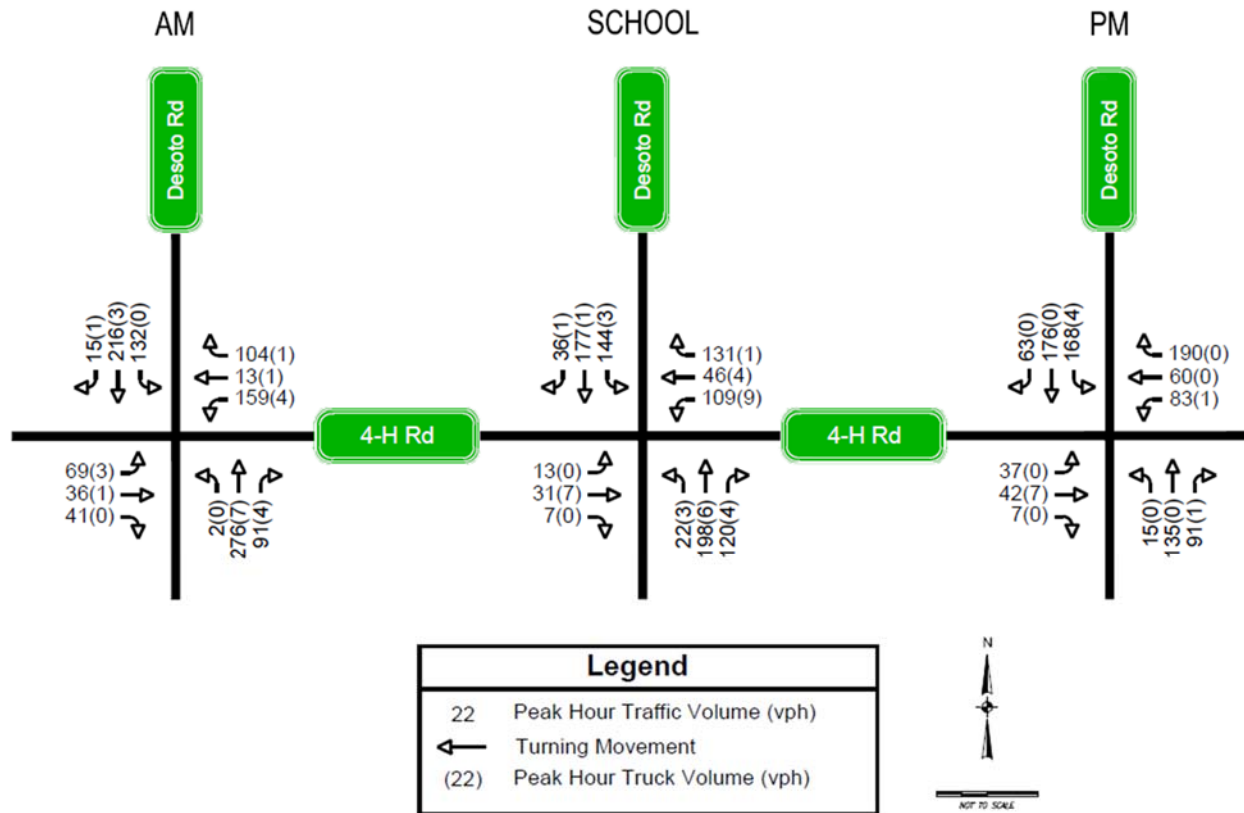 AM
SCHOOL
PM
Desoto Rd
Desoto Rd
Desoto Rd
15(1)
216(3)
132(0)
104(1)
13(1)
159(4)
36(1)
177(1)
144(3)
131(1)
46(4)
109(9)
63(0)
176(0)
168(4)
190(0)
60(0)
83(1)
4-H Rd
4-H Rd
69(3)
36(1)
41(0)
2(0)
276(7)
91(4)
13(0)
31(7)
7(0)
22(3)
198(6)
120(4)
37(0)
42(7)
7(0)
15(0)
135(0)
91(1)
Legend
22 Peak Hour Traffic Volume (vph)
Turning Movement
(22) Peak Hour Truck Volume (vph)
N
NOT TO SCALE